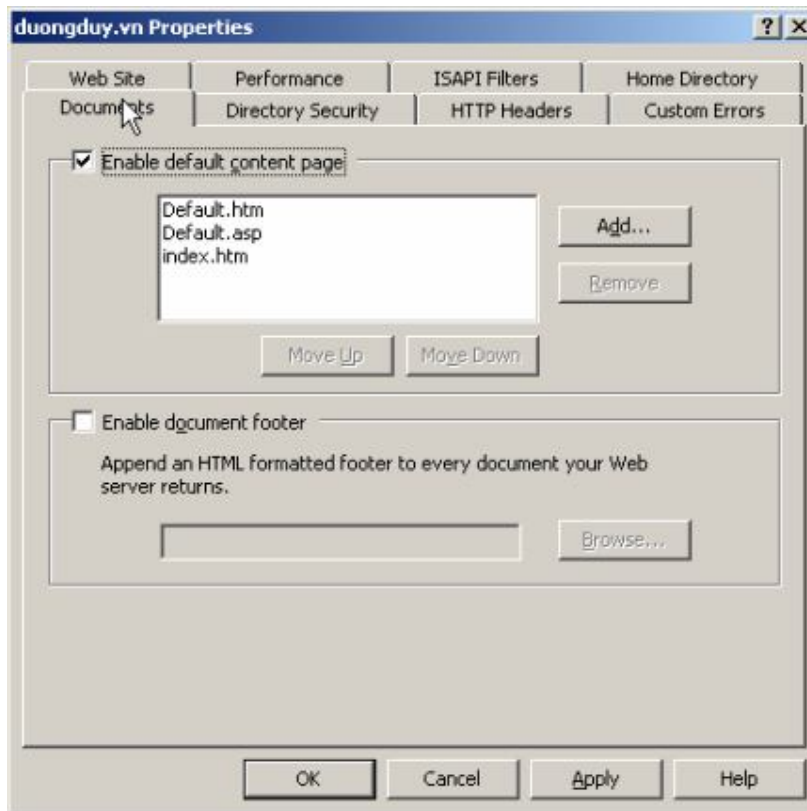 duongduy.vn Properties
Web Site Performance ISAPI Filters Home Directory
Documents Directory Security HTTP Headers Custom Errors
Enable default content page
Default.htm
Default.asp
index.htm
Add...
Remove
Move Up Move Down
Enable document footer
Append an HTML formatted footer to every document your Web
server returns.
Browse...
OK Cancel Apply Help